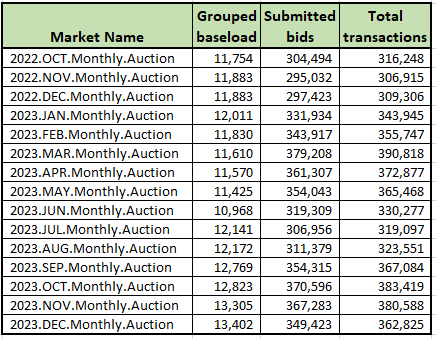 Market Name Grouped baseload Submitted bids Total transactions
2022.OCT.Monthly.Auction 11,754 304,494 316,248
2022.NOV.Monthly.Auction 11,883 295,032 306,915
2022.DEC.Monthly.Auction 11,883 297,423 309,306
2023.JAN.Monthly.Auction 12,011 331,934 343,945
2023.FEB.Monthly.Auction 11,830 343,917 355,747
2023.MAR.Monthly.Auction 11,610 379,208 390,818
2023.APR.Monthly.Auction 11,570 361,307 372,877
2023.MAY.Monthly.Auction 11,425 354,043 365,468
2023.JUN.Monthly.Auction 10,968 319,309 330,277
2023.JUL.Monthly.Auction 12,141 306,956 319,097
2023.AUG.Monthly.Auction 12,172 311,379 323,551
2023.SEP.Monthly.Auction 12,769 354,315 367,084
2023.OCT.Monthly.Auction 12,823 370,596 383,419
2023.NOV.Monthly.Auction 13,305 367,283 380,588
2023.DEC.Monthly.Auction 13,402 349,423 362,825